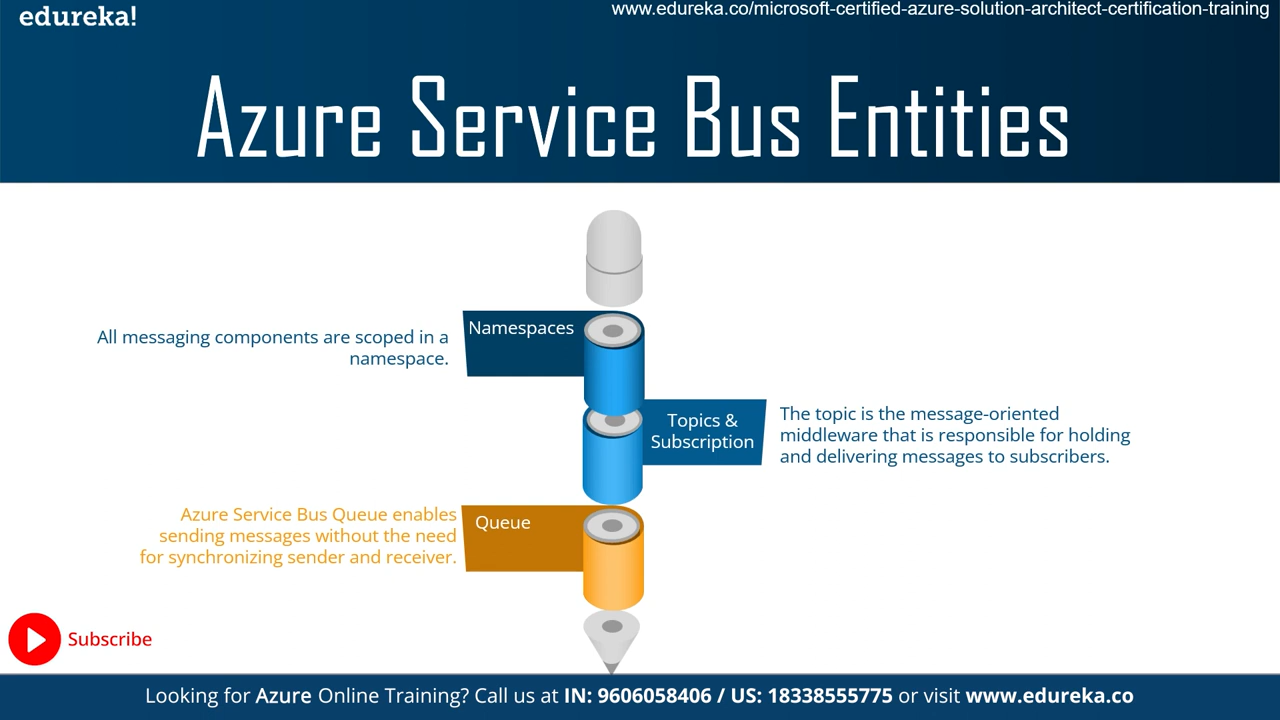 edureka!
www.edureka.co/microsoft-certified-azure-solution-architect-certification-training
Azure Service Bus Entities
Namespaces
All messaging components are scoped in a
namespace.
Topics &
Subscription
The topic is the message-oriented
middleware that is responsible for holding
and delivering messages to subscribers.
Queue
Azure Service Bus Queue enables
sending messages without the need
for synchronizing sender and receiver.
Subscribe
Looking for Azure Online Training? Call us at IN: 9606058406 / US: 18338555775 or visit www.edureka.co